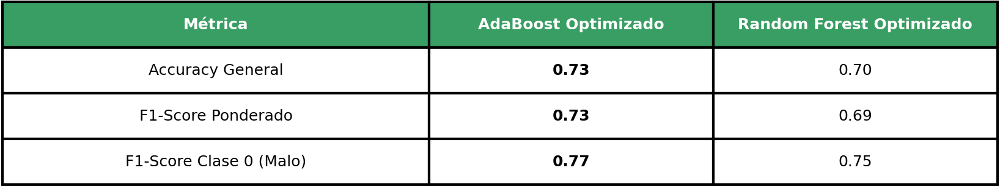 Métrica AdaBoost Optimizado Random Forest Optimizado
Accuracy General 0.73 0.70
F1-Score Ponderado 0.73 0.69
F1-Score Clase 0 (Malo) 0.77 0.75